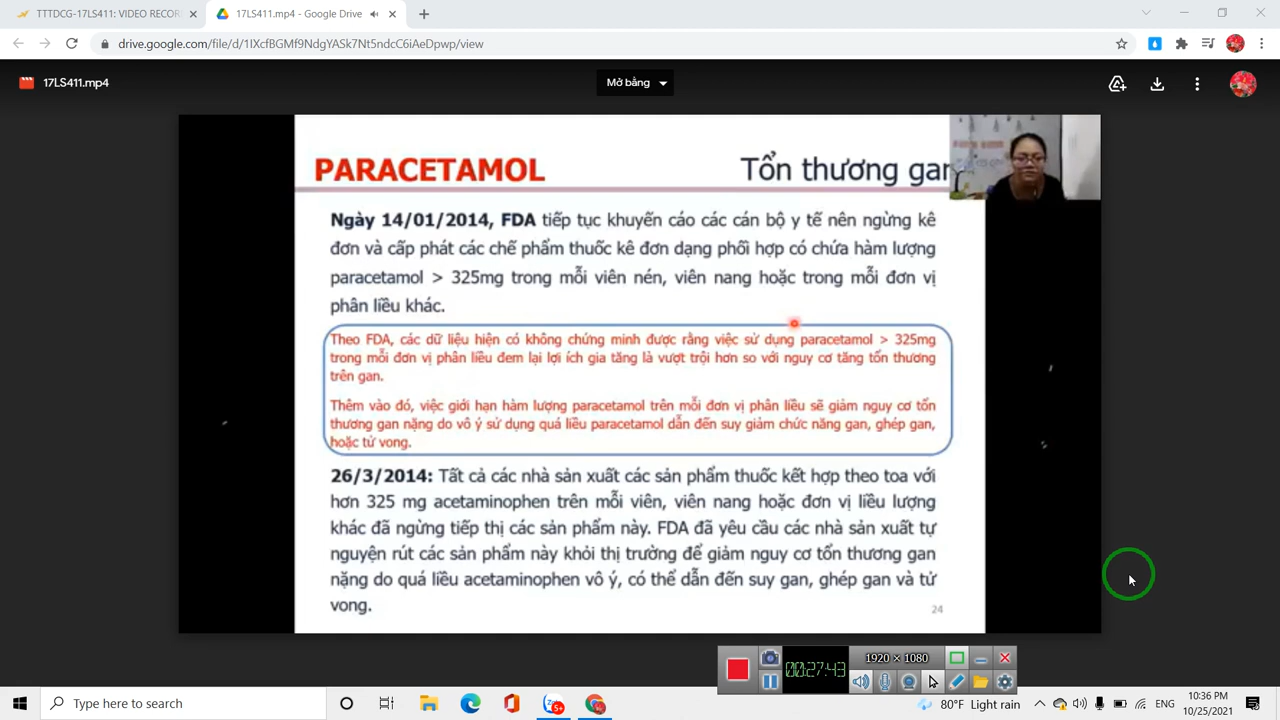 TTTDCG-17LS411: VIDEO RECOR
17LS411.mp4 - Google Drive
drive.google.com/file/d/1IXcfBGMf9NdgYASk7Nt5ndcC6iAeDpwp/view
17LS411.mp4
Mở bằng
PARACETAMOL
Tổn thương gan
Ngày 14/01/2014, FDA tiếp tục khuyến cáo các cán bộ y tế nên ngừng kê
đơn và cấp phát các chế phẩm thuốc kê đơn dạng phối hợp có chứa hàm lượng
paracetamol > 325mg trong mỗi viên nén, viên nang hoặc trong mỗi đơn vị
phân liều khác.
Theo FDA, các dữ liệu hiện có không chứng minh được rằng việc sử dụng paracetamol > 325mg
trong mỗi đơn vị phân liều đem lại lợi ích gia tăng là vượt trội hơn so với nguy cơ tăng tổn thương
trên gan.
Thêm vào đó, việc giới hạn hàm lượng paracetamol trên mỗi đơn vị phân liều sẽ giảm nguy cơ tổn
thương gan nặng do vô ý sử dụng quá liều paracetamol dẫn đến suy giảm chức năng gan, ghép gan,
hoặc tử vong.
26/3/2014: Tất cả các nhà sản xuất các sản phẩm thuốc kết hợp theo toa với
hơn 325 mg acetaminophen trên mỗi viên, viên nang hoặc đơn vị liều lượng
khác đã ngừng tiếp thị các sản phẩm này. FDA đã yêu cầu các nhà sản xuất tự
nguyện rút các sản phẩm này khỏi thị trường để giảm nguy cơ tổn thương gan
nặng do quá liều acetaminophen vô ý, có thể dẫn đến suy gan, ghép gan và tử
vong.
24
1920 × 1080
00:27:43
Type here to search
5+
80°F Light rain
ENG
10:36 PM
10/25/2021